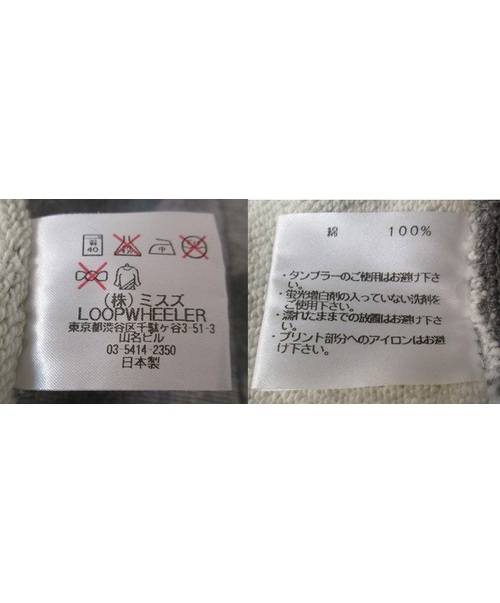 弱
40
中
(株)ミスズ
LOOPWHEELER
東京都渋谷区千駄ヶ谷3-51-3
山名ビル
03-5414-2350
日本製
綿 100%
・タンブラーのご使用はお避け下さ
い。
・蛍光増白剤の入っていない洗剤を
ご使用下さい。
・濡れたままでの放置はお避け下さ
い。
・プリント部分へのアイロンはお避
け下さい。